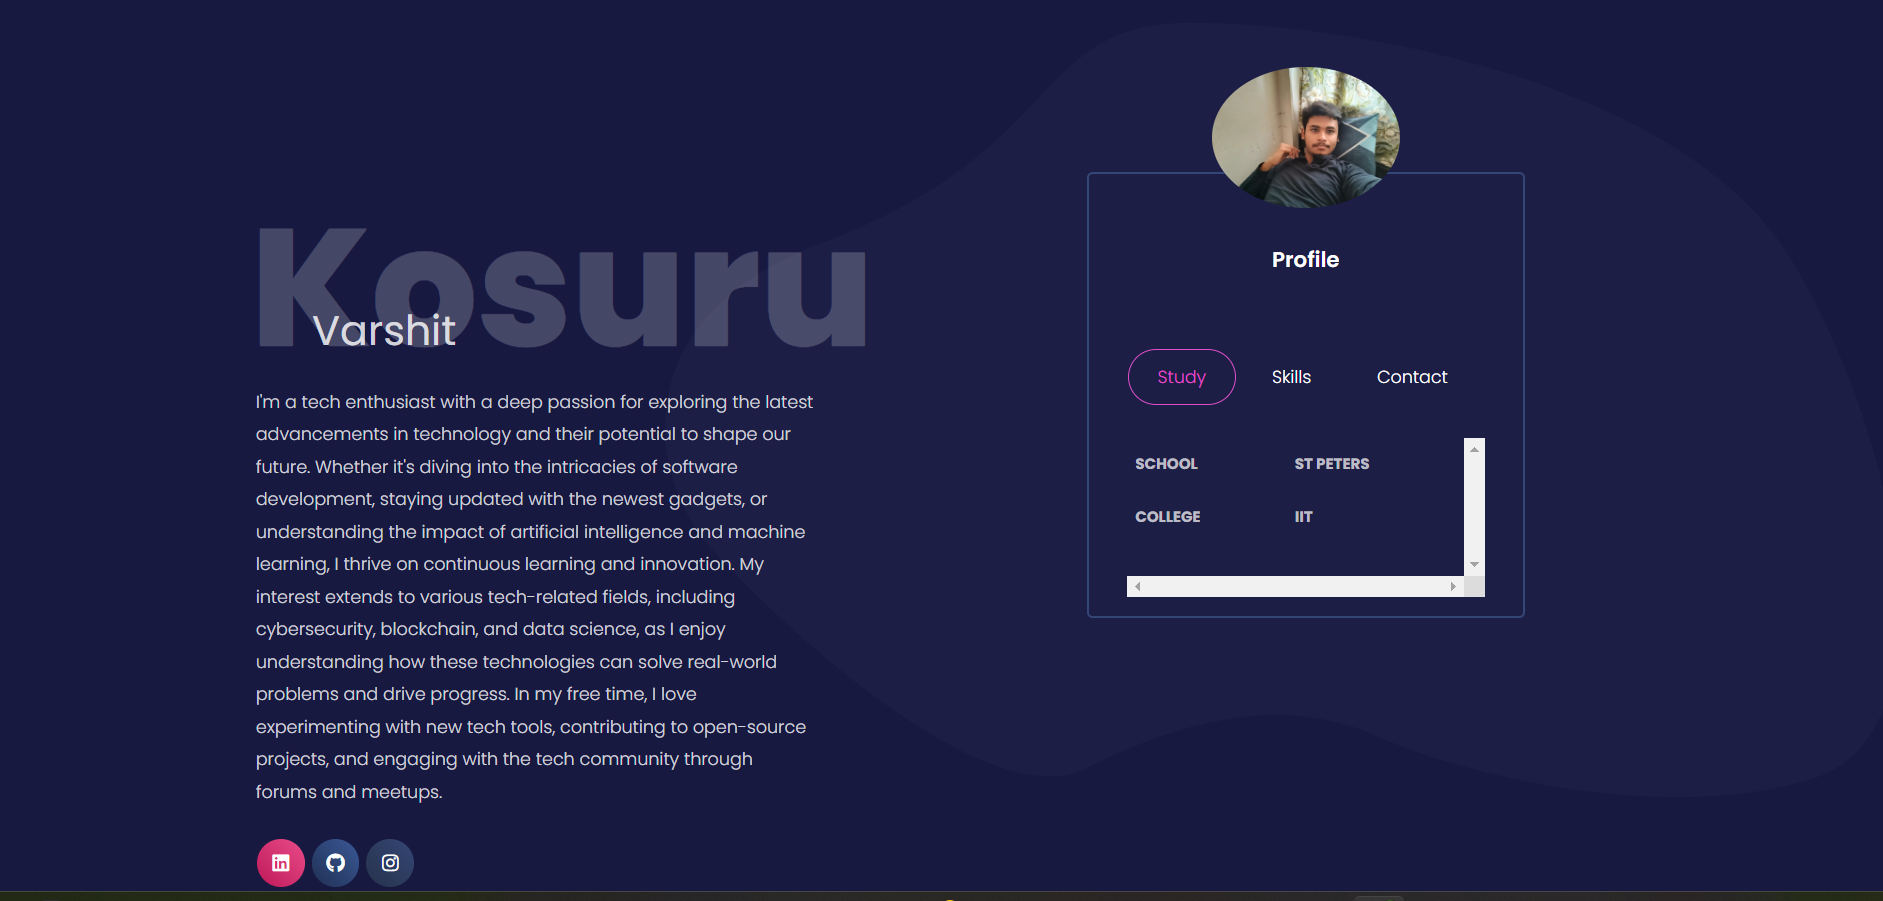 Kosuru
Varshit
I'm a tech enthusiast with a deep passion for exploring the latest
advancements in technology and their potential to shape our
future. Whether it's diving into the intricacies of software
development, staying updated with the newest gadgets, or
understanding the impact of artificial intelligence and machine
learning, I thrive on continuous learning and innovation. My
interest extends to various tech-related fields, including
cybersecurity, blockchain, and data science, as I enjoy
understanding how these technologies can solve real-world
problems and drive progress. In my free time, I love
experimenting with new tech tools, contributing to open-source
projects, and engaging with the tech community through
forums and meetups.
in
Profile
Study Skills Contact
SCHOOL ST PETERS
COLLEGE IIT